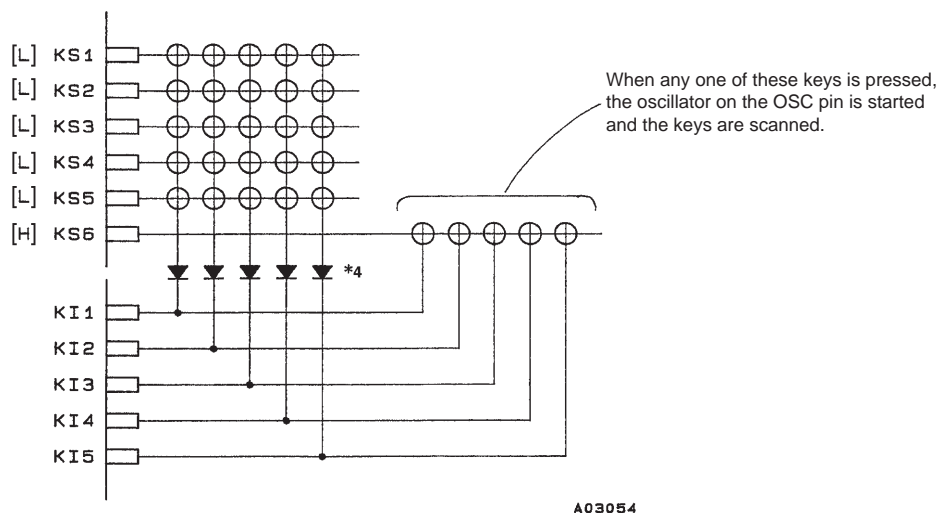 [L] KS1
[L] KS2
[L] KS3
[L] KS4
[L] KS5
[H] KS6
When any one of these keys is pressed,
the oscillator on the OSC pin is started
and the keys are scanned.
*4
KI1
KI2
KI3
KI4
KI5
A03054